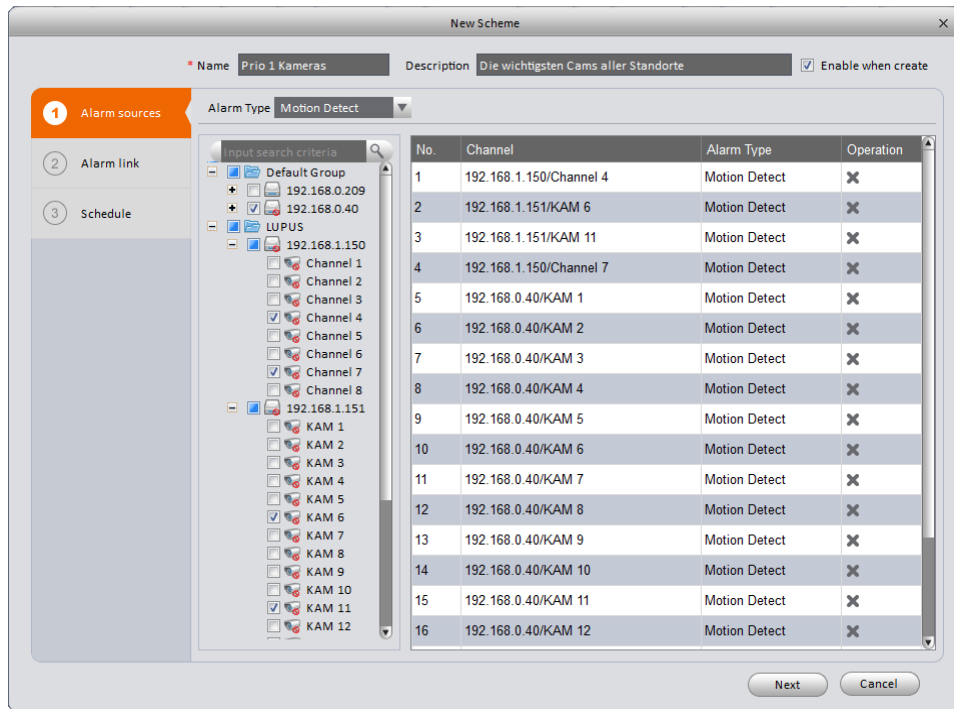 New Scheme
* Name Prio 1 Kameras Description Die wichtigsten Cams aller Standorte Enable when create
1 Alarm sources
2 Alarm link
3 Schedule
Alarm Type Motion Detect
Input search criteria
Default Group
192.168.0.209
192.168.0.40
LUPUS
192.168.1.150
Channel 1
Channel 2
Channel 3
Channel 4
Channel 5
Channel 6
Channel 7
Channel 8
192.168.1.151
KAM 1
KAM 2
KAM 3
KAM 4
KAM 5
KAM 6
KAM 7
KAM 8
KAM 9
KAM 10
KAM 11
KAM 12
No. Channel Alarm Type Operation
1 192.168.1.150/Channel 4 Motion Detect
2 192.168.1.151/KAM 6 Motion Detect
3 192.168.1.151/KAM 11 Motion Detect
4 192.168.1.150/Channel 7 Motion Detect
5 192.168.0.40/KAM 1 Motion Detect
6 192.168.0.40/KAM 2 Motion Detect
7 192.168.0.40/KAM 3 Motion Detect
8 192.168.0.40/KAM 4 Motion Detect
9 192.168.0.40/KAM 5 Motion Detect
10 192.168.0.40/KAM 6 Motion Detect
11 192.168.0.40/KAM 7 Motion Detect
12 192.168.0.40/KAM 8 Motion Detect
13 192.168.0.40/KAM 9 Motion Detect
14 192.168.0.40/KAM 10 Motion Detect
15 192.168.0.40/KAM 11 Motion Detect
16 192.168.0.40/KAM 12 Motion Detect
Next Cancel